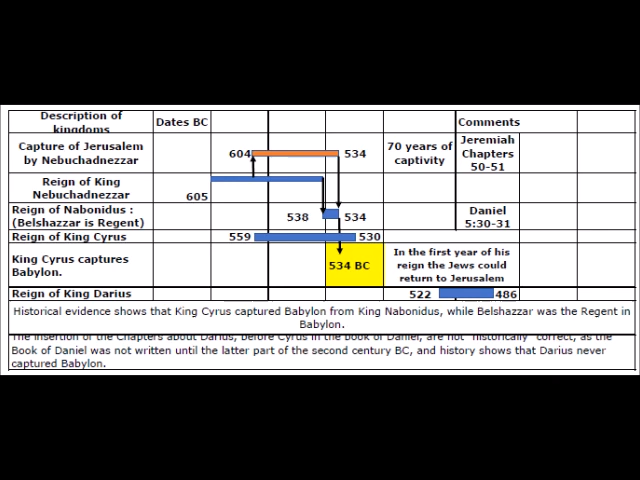 Description of kingdoms
Dates BC
Comments
Capture of Jerusalem
by Nebuchadnezzar
604
534
70 years of
captivity
Jeremiah
Chapters
50-51
Reign of King
Nebuchadnezzar
605
Reign of Nabonidus :
(Belshazzar is Regent)
538
534
Daniel
5:30-31
Reign of King Cyrus
559
530
King Cyrus captures
Babylon.
534 BC
In the first year of his
reign the Jews could
return to Jerusalem
Reign of King Darius
522
486
Historical evidence shows that King Cyrus captured Babylon from King Nabonidus, while Belshazzar was the Regent in
Babylon.
The insertion of the Chapters about Darius, before Cyrus in the Book of Daniel, are not "historically" correct, as the
Book of Daniel was not written until the latter part of the second century BC, and history shows that Darius never
captured Babylon.